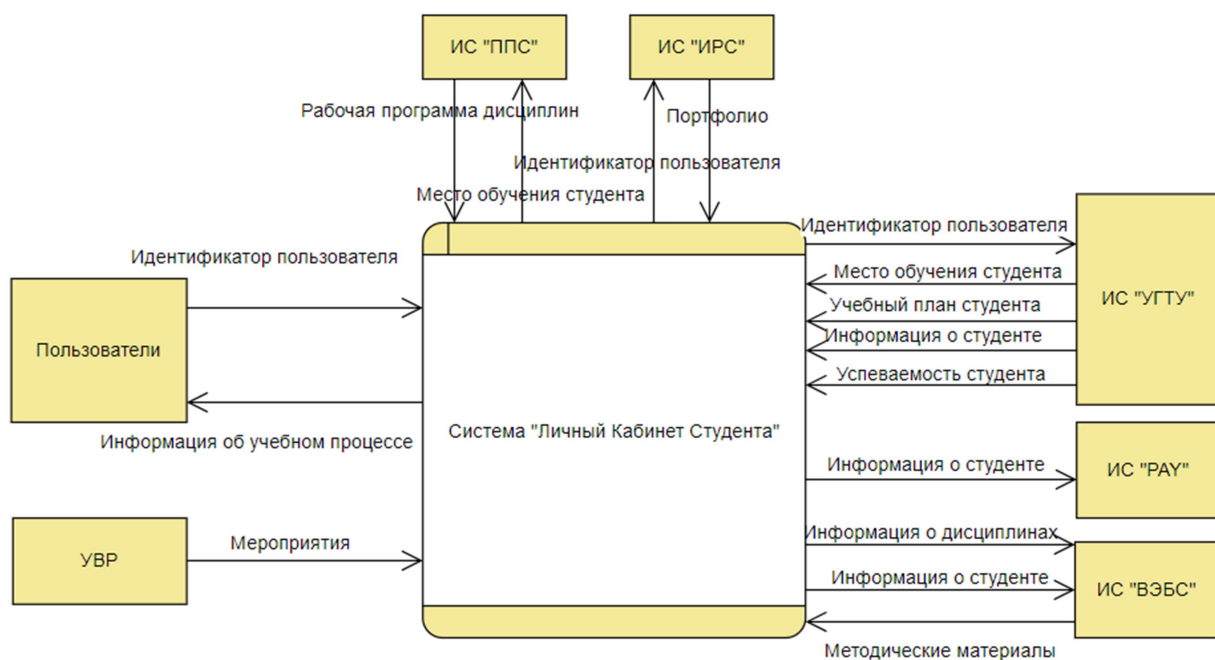 ИС "ППС"
ИС "ИРС"
Рабочая программа дисциплин
Портфолио
Идентификатор пользователя
Место обучения студента
Идентификатор пользователя
Идентификатор пользователя
Место обучения студента
Учебный план студента
ИС "УГТУ"
Информация о студенте
Пользователи
Успеваемость студента
Система "Личный Кабинет Студента"
Информация об учебном процессе
Информация о студенте
ИС "PAY"
Информация о дисциплинах
Мероприятия
УВР
Информация о студенте
ИС "ВЭБС"
Методические материалы